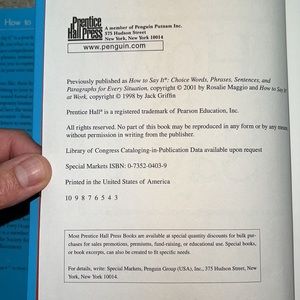 How to
Prentice
Hall Press
A member of Penguin Putnam Inc.
375 Hudson Street
New York, New York 10014
www.penguin.com
Previously published as How to Say It®: Choice Words, Phrases, Sentences, and
Paragraphs for Every Situation, copyright © 2001 by Rosalie Maggio and How to Say It
at Work, copyright © 1998 by Jack Griffin
Prentice Hall® is a registered trademark of Pearson Education, Inc.
All rights reserved. No part of this book may be reproduced in any form or by any means
without permission in writing from the publisher.
Library of Congress Cataloging-in-Publication Data available upon request
Special Markets ISBN: 0-7352-0403-9
Printed in the United States of America
10 9 8 7 6 5 4 3
Most Prentice Hall Press Books are available at special quantity discounts for bulk pur-
chases for sales promotions, premiums, fund-raising, or educational use. Special books,
or book excerpts, can also be created to fit specific needs.
For details, write: Special Markets, Penguin Group (USA), Inc., 375 Hudson Street, New
York, New York 10014.